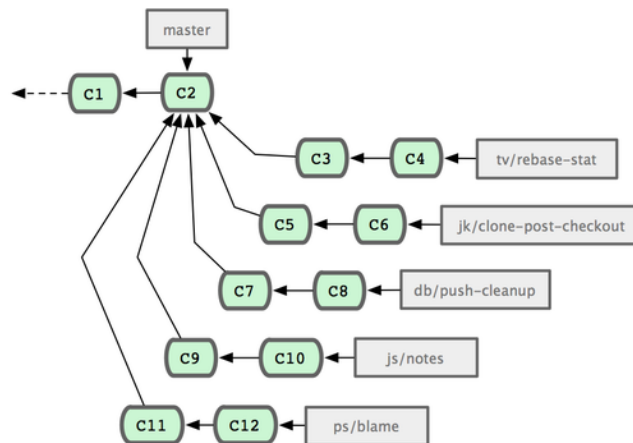 master
C1 C2
C3 C4 tv/rebase-stat
C5 C6 jk/clone-post-checkout
C7 C8 db/push-cleanup
C9 C10 js/notes
C11 C12 ps/blame